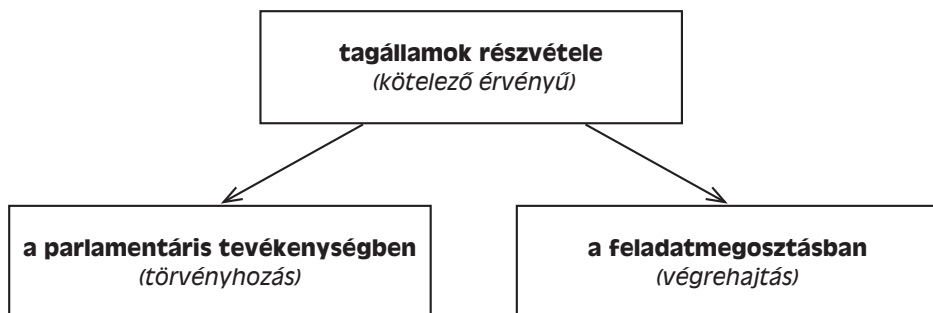 tagállamok részvétele
(kötelező érvényű)
a parlamentáris tevékenységben
(törvényhozás)
a feladatmegosztásban
(végrehajtás)